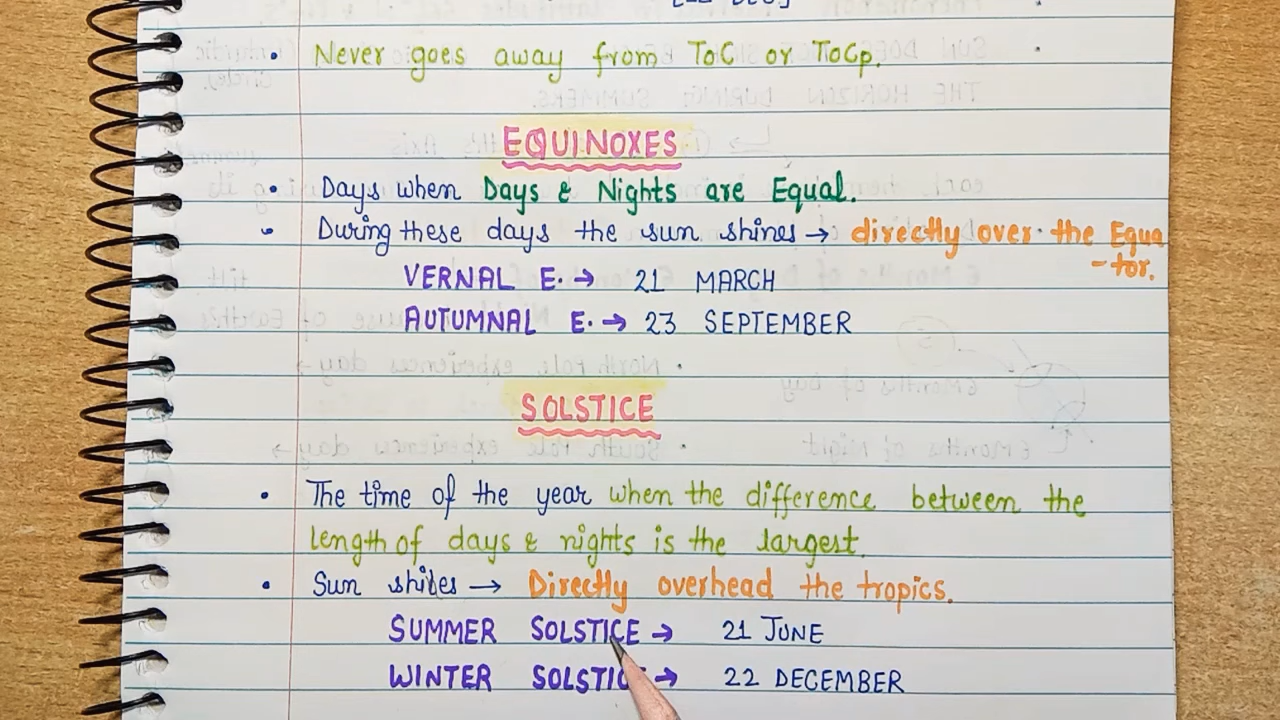 • Never goes away from ToC or ToCp.
EQUINOXES
• Days when Days & Nights are Equal.
• During these days the sun shines → directly over the Equa
-tor.
VERNAL E. → 21 MARCH
AUTUMNAL E. → 23 SEPTEMBER
SOLSTICE
• The time of the year when the difference between the
length of days & nights is the largest.
• Sun shiles → Directly overhead the tropics.
SUMMER SOLSTICE → 21 JUNE
WINTER → 22 DECEMBER